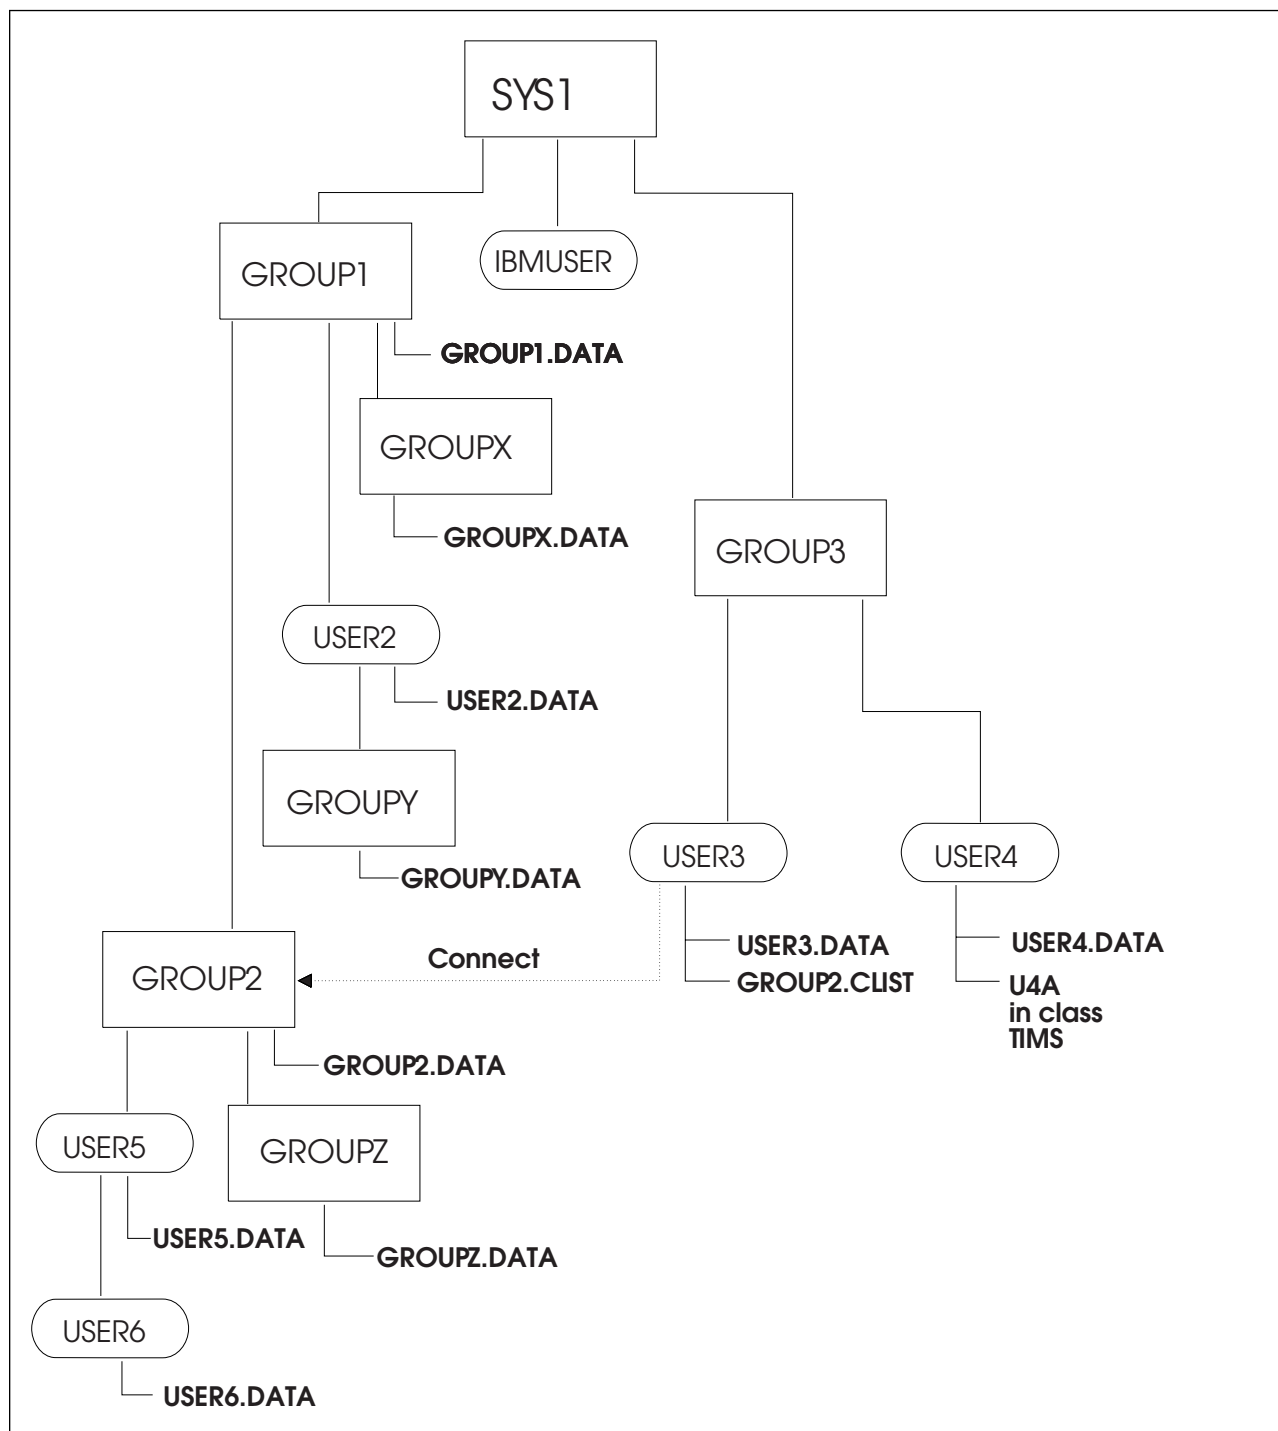 SYS1
GROUP1
IBMUSER
GROUP1.DATA
GROUPX
GROUPX.DATA
GROUP3
USER2
USER2.DATA
GROUPY
GROUPY.DATA
USER3
USER4
USER3.DATA
GROUP2.CLIST
USER4.DATA
U4A
in class
TIMS
Connect
GROUP2
GROUP2.DATA
USER5
GROUPZ
USER5.DATA
GROUPZ.DATA
USER6
USER6.DATA